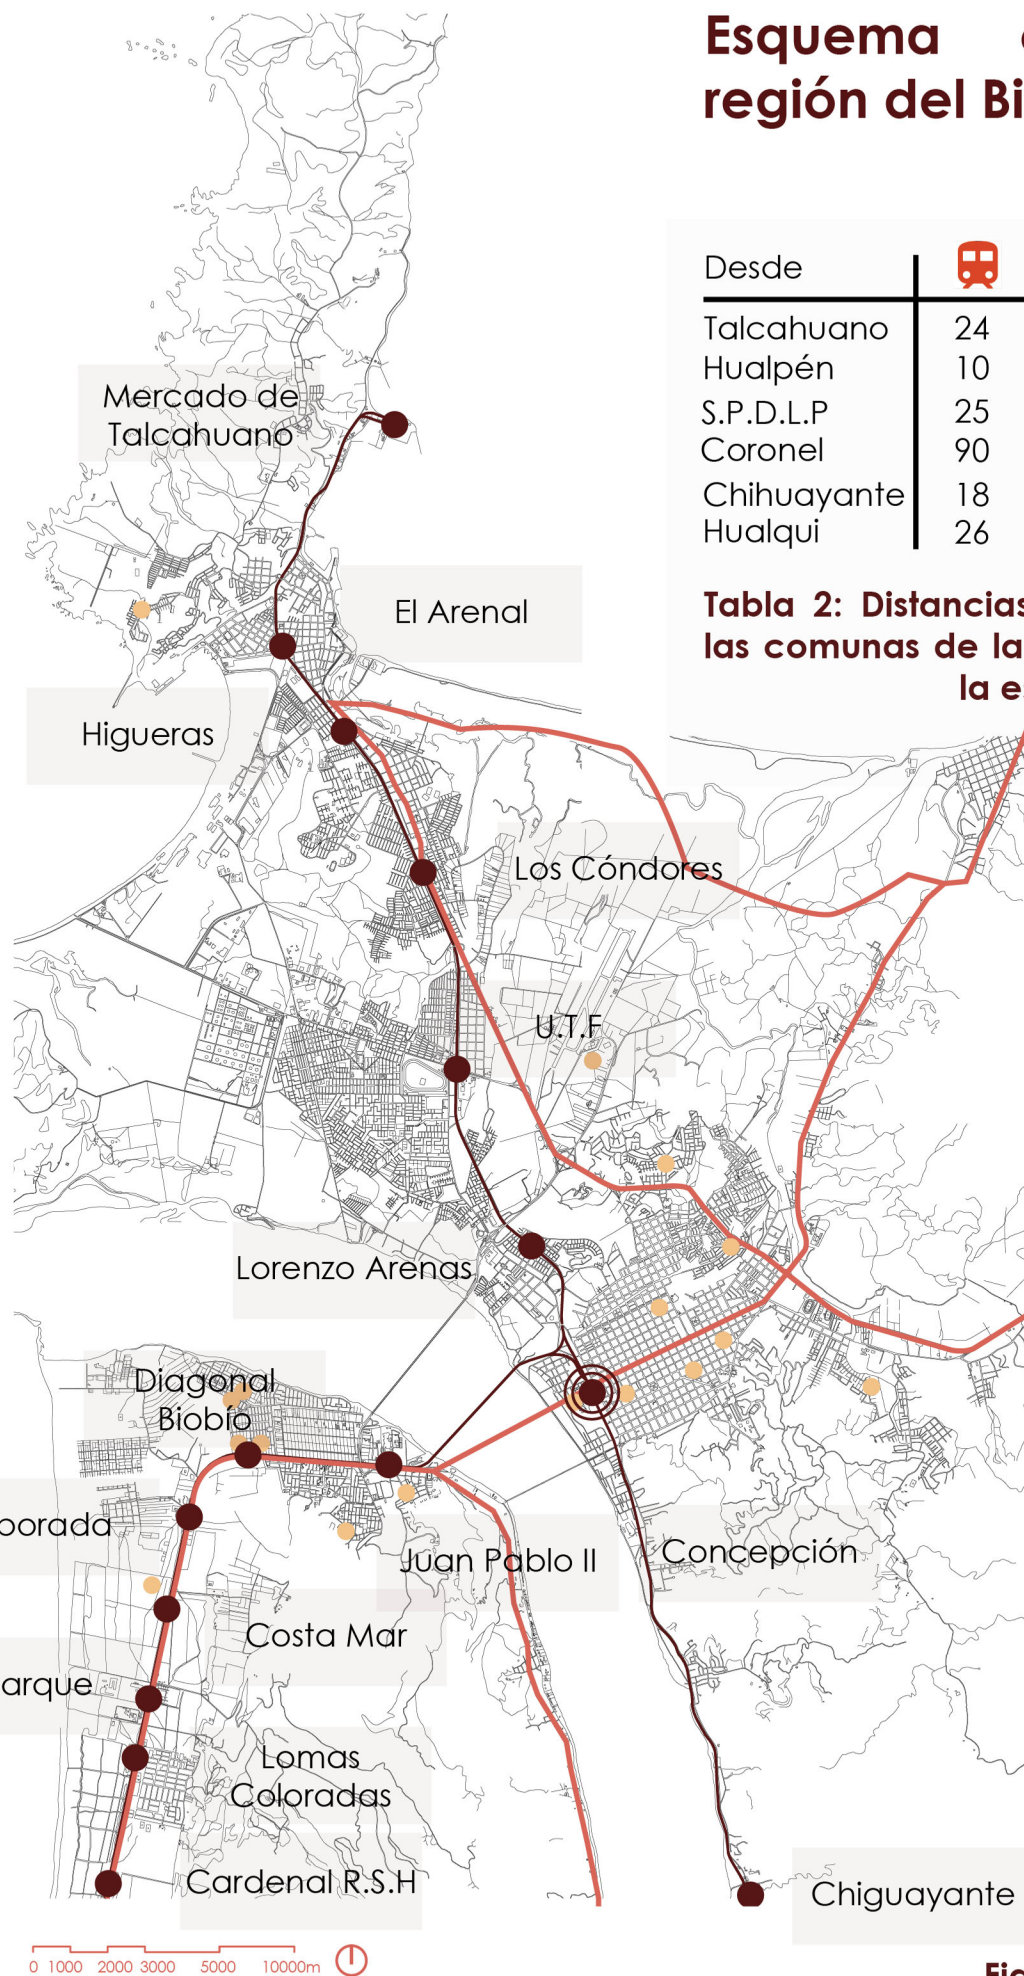 Esquema
región del Bi
Desde
Talcahuano 24
Hualpén 10
S.P.D.L.P 25
Coronel 90
Chihuayante 18
Hualqui 26
Tabla 2: Distancias
las comunas de la
la e
Mercado de
Talcahuano
El Arenal
Higueras
Los Cóndores
U.T.F
Lorenzo Arenas
Diagonal
Biobío
porada
Juan Pablo II
Concepción
Costa Mar
arque
Lomas
Coloradas
Cardenal R.S.H
Chiguayante
0 1000 2000 3000 5000 10000m